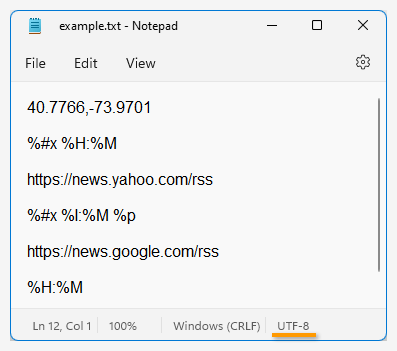 example.txt - Notepad
File Edit View
40.7766,-73.9701
%#x %H:%M
https://news.yahoo.com/rss
%#x %I:%M %p
https://news.google.com/rss
%H:%M
Ln 12, Col 1 100% Windows (CRLF) UTF-8